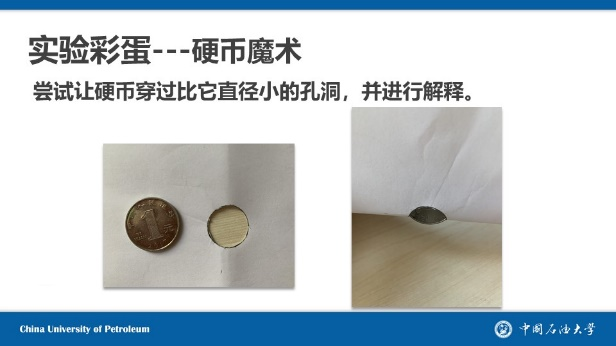 实验彩蛋---硬币魔术
尝试让硬币穿过比它直径小的孔洞，并进行解释。
1
China University of Petroleum
中国石油大学